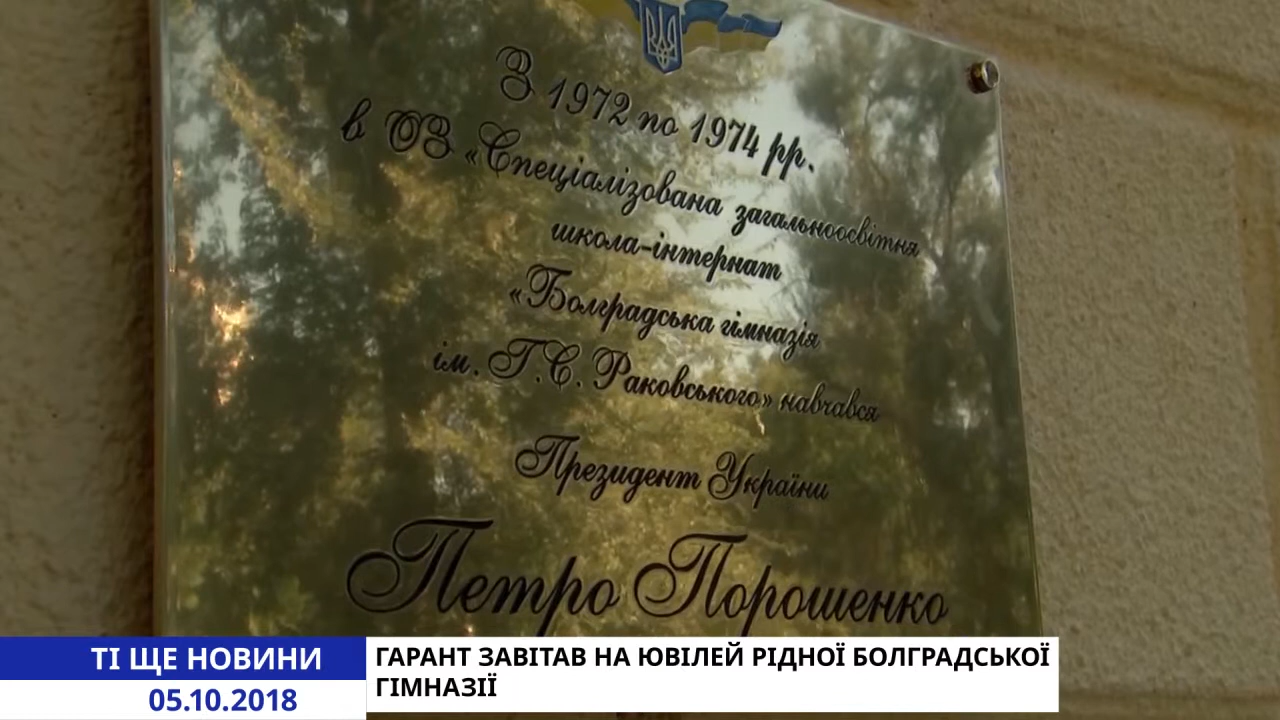 З 1972 по 1974 рр.
в ОЗ «Спеціалізована загальноосвітня
школа-інтернат
«Болградська гімназія
ім. Г.С. Раковського» навчався
Президент України
Петро Порошенко
ТІ ЩЕ НОВИНИ
05.10.2018
ГАРАНТ ЗАВІТАВ НА ЮВІЛЕЙ РІДНОЇ БОЛГРАДСЬКОЇ
ГІМНАЗІЇ